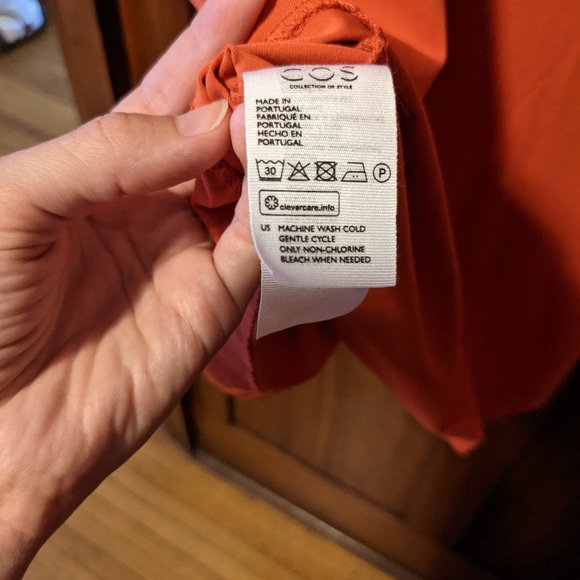 COS
COLLECTION OF STYLE
MADE IN
PORTUGAL
FABRIQUÉ EN
PORTUGAL
HECHO EN
PORTUGAL
30
P
clevercare.info
US MACHINE WASH COLD
GENTLE CYCLE
ONLY NON-CHLORINE
BLEACH WHEN NEEDED